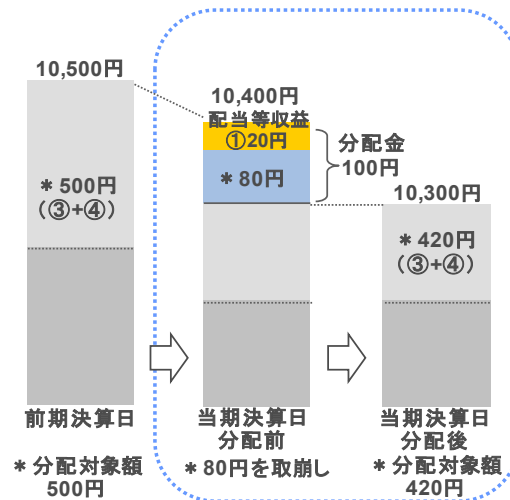 10,500円
＊500円
（③+④）
前期決算日
＊分配対象額
500円
10,400円
配当等収益
①20円
＊80円
分配金
100円
当期決算日
分配前
＊80円を取崩し
10,300円
＊420円
（③+④）
当期決算日
分配後
＊分配対象額
420円